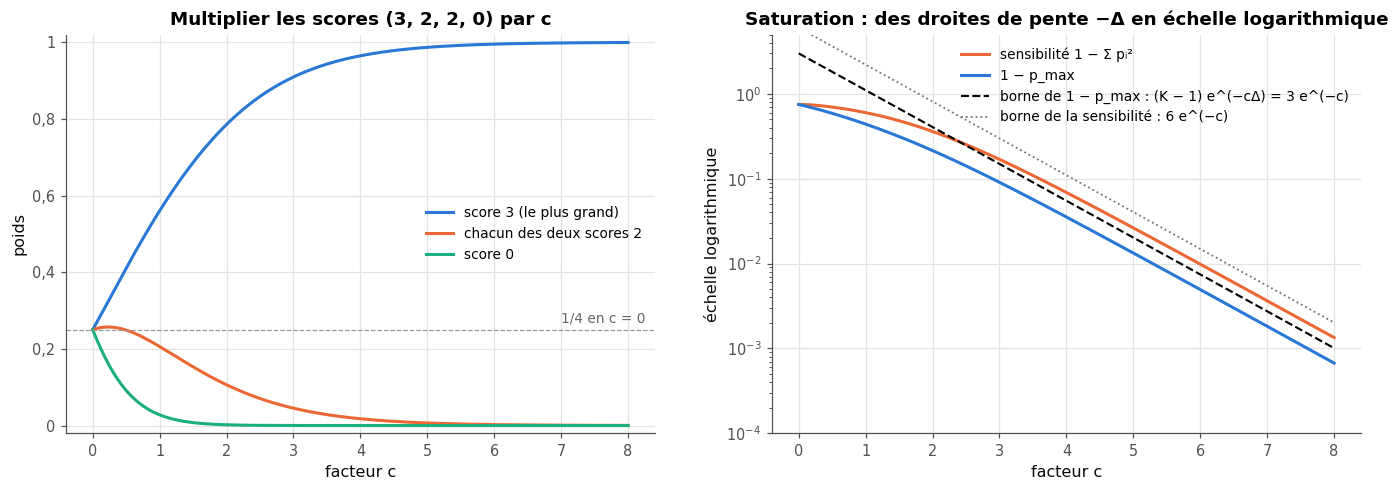 Multiplier les scores (3, 2, 2, 0) par c
1
0,8
0,6
0,4
0,2
0
poids
score 3 (le plus grand)
chacun des deux scores 2
score 0
1/4 en c = 0
0 1 2 3 4 5 6 7 8
facteur c
Saturation : des droites de pente −Δ en échelle logarithmique
sensibilité 1 − Σ pᵢ²
1 − p_max
borne de 1 − p_max : (K − 1) e^(−cΔ) = 3 e^(−c)
borne de la sensibilité : 6 e^(−c)
10⁰
10⁻¹
10⁻²
10⁻³
10⁻⁴
échelle logarithmique
0 1 2 3 4 5 6 7 8
facteur c